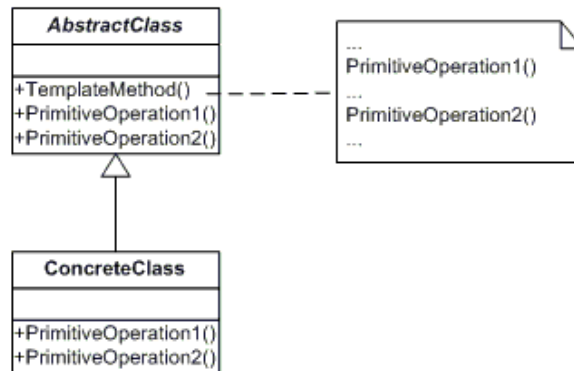 AbstractClass
+TemplateMethod()
+PrimitiveOperation1()
+PrimitiveOperation2()
...
PrimitiveOperation1()
...
PrimitiveOperation2()
...
ConcreteClass
+PrimitiveOperation1()
+PrimitiveOperation2()